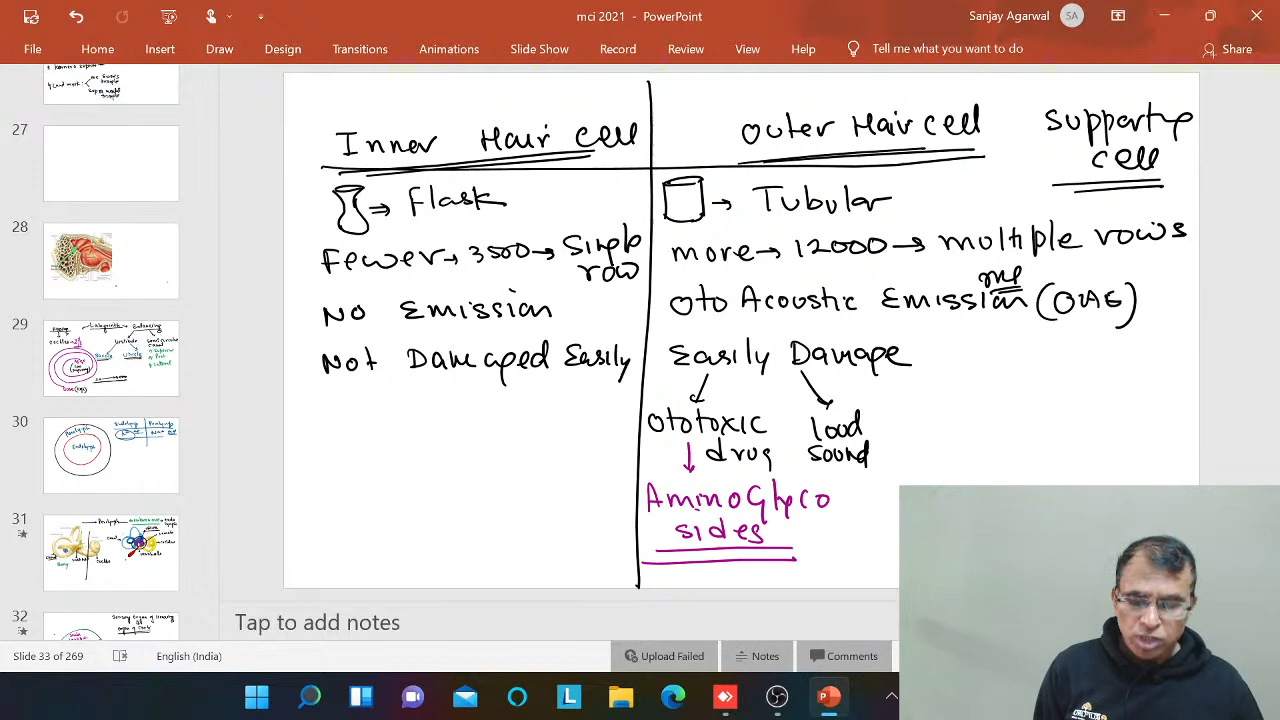 mci 2021 - PowerPoint
Sanjay Agarwal SA
File Home Insert Draw Design Transitions Animations Slide Show Record Review View Help Tell me what you want to do Share
27
28
29
30
31
32
Inner Hair cell
Outer Hair cell
supporting cell
⇒ Flask
→ Tubular
Fewer → 3500 → Single row
more → 12000 → multiple rows
No Emission
Oto Acoustic Emission (OAE)
Not Damaged Easily
Easily Damage
Ototoxic drug
loud sound
AminoGlyco
sides
Tap to add notes
Slide 33 of 269 English (India) Upload Failed Notes Comments